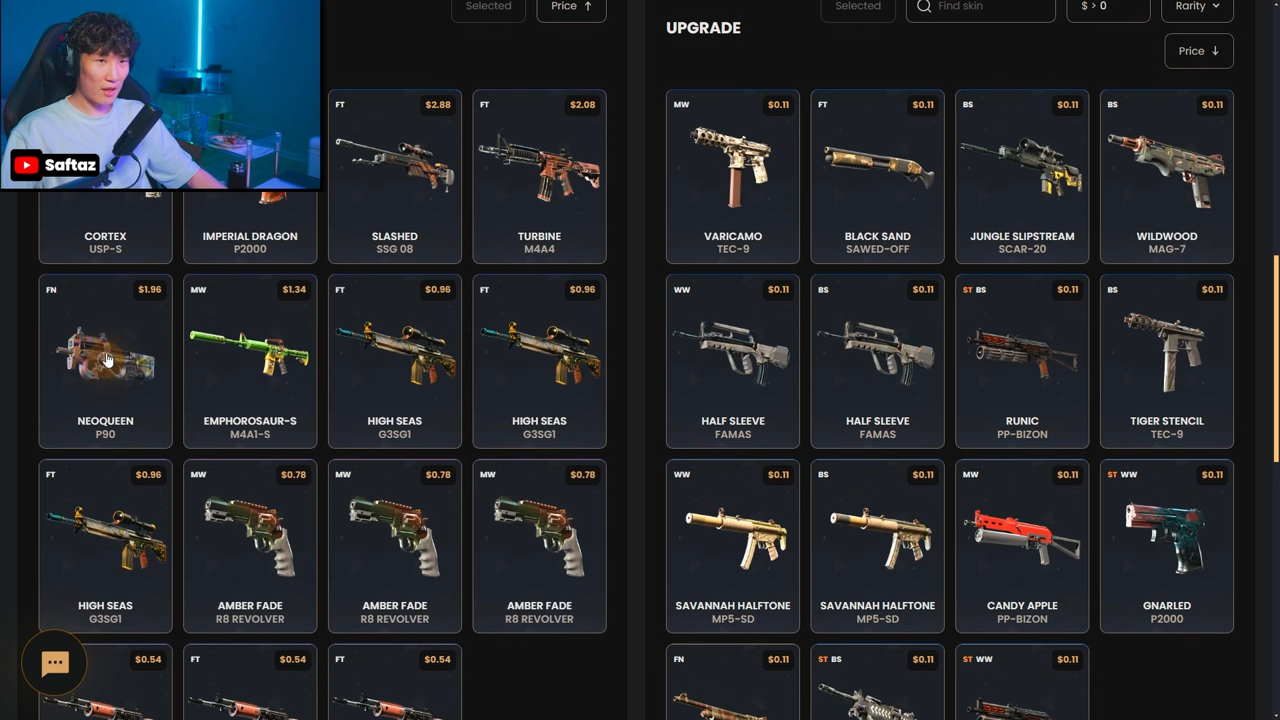 Saftaz
Selected
Price ↑
CORTEX
USP-S
IMPERIAL DRAGON
P2000
FT
$2.88
SLASHED
SSG 08
FT
$2.08
TURBINE
M4A4
FN
$1.96
NEOQUEEN
P90
MW
$1.34
EMPHOROSAUR-S
M4A1-S
FT
$0.96
HIGH SEAS
G3SG1
FT
$0.96
HIGH SEAS
G3SG1
FT
$0.96
HIGH SEAS
G3SG1
MW
$0.78
AMBER FADE
R8 REVOLVER
MW
$0.78
AMBER FADE
R8 REVOLVER
MW
$0.78
AMBER FADE
R8 REVOLVER
$0.54
FT
$0.54
FT
$0.54
UPGRADE
Selected
Find skin
$ > 0
Rarity
Price ↓
MW
$0.11
VARICAMO
TEC-9
FT
$0.11
BLACK SAND
SAWED-OFF
BS
$0.11
JUNGLE SLIPSTREAM
SCAR-20
BS
$0.11
WILDWOOD
MAG-7
WW
$0.11
HALF SLEEVE
FAMAS
BS
$0.11
HALF SLEEVE
FAMAS
ST BS
$0.11
RUNIC
PP-BIZON
BS
$0.11
TIGER STENCIL
TEC-9
WW
$0.11
SAVANNAH HALFTONE
MP5-SD
BS
$0.11
SAVANNAH HALFTONE
MP5-SD
MW
$0.11
CANDY APPLE
PP-BIZON
ST WW
$0.11
GNARLED
P2000
FN
$0.11
ST BS
$0.11
ST WW
$0.11